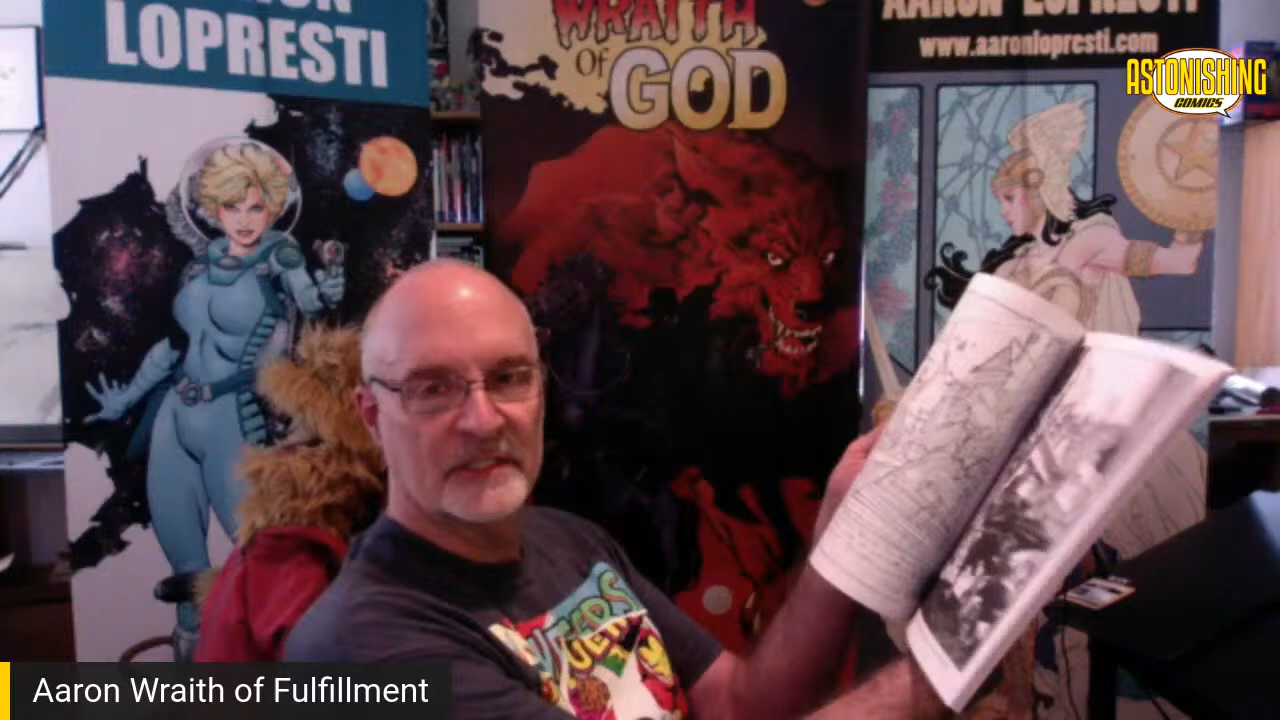 LOPRESTI
WRAITH
Of
GOD
AARON LOPRESTI
www.aaronlopresti.com
ASTONISHING
COMICS
Aaron Wraith of Fulfillment